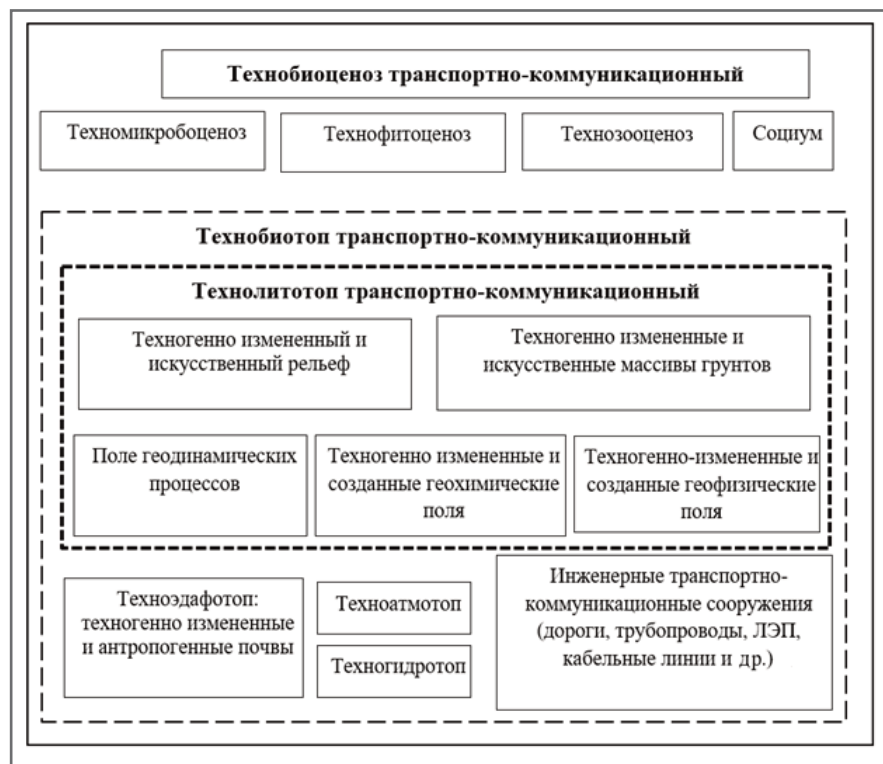 Технобиоценоз транспортно-коммуникационный
Техномикробоценоз
Технофитоценоз
Технозооценоз
Социум
Технобиотоп транспортно-коммуникационный
Технолитотоп транспортно-коммуникационный
Техногенно измененный и
искусственный рельеф
Техногенно измененные и
искусственные массивы грунтов
Поле геодинамических
процессов
Техногенно измененные и
созданные геохимические
поля
Техногенно-измененные и
созданные геофизические
поля
Техноэдафотоп:
техногенно измененные
и антропогенные почвы
Техноатмотоп
Техногидротоп
Инженерные транспортно-
коммуникационные сооружения
(дороги, трубопроводы, ЛЭП,
кабельные линии и др.)